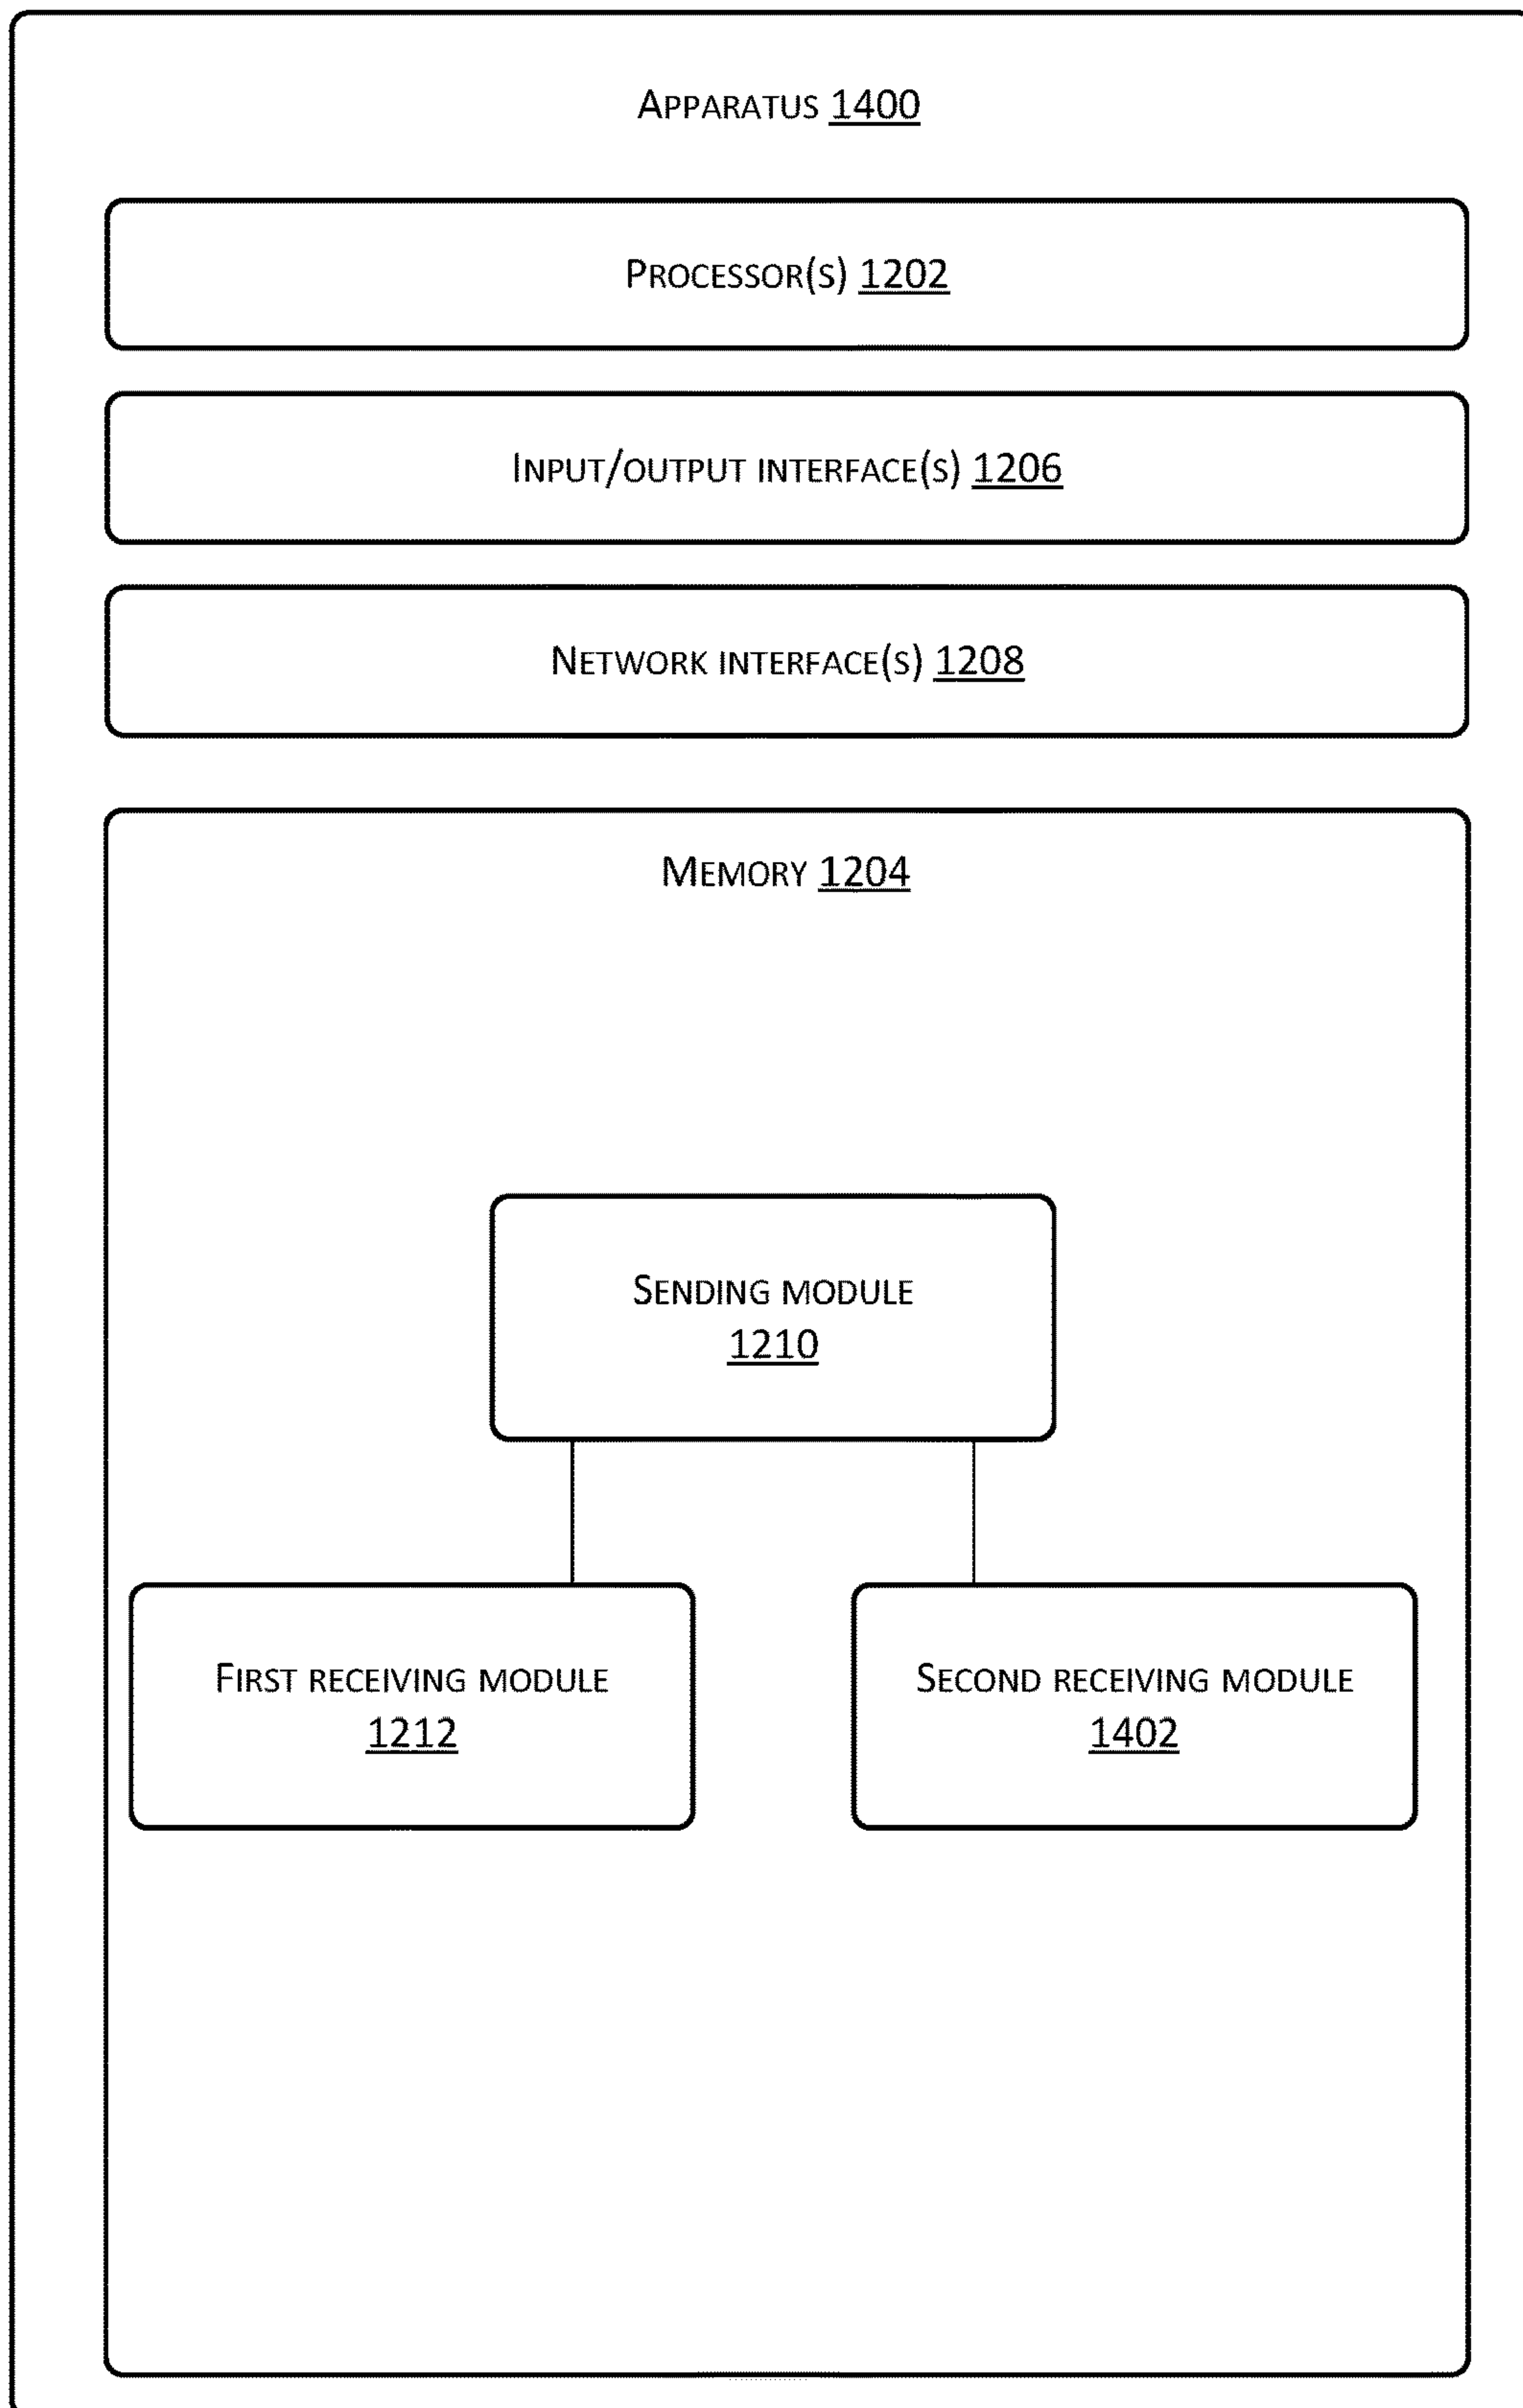 APPARATUS 1400
PROCESSOR(S) 1202
INPUT/OUTPUT INTERFACE(S) 1206
NETWORK INTERFACE(S) 1208
MEMORY 1204
SENDING MODULE
1210
FIRST RECEIVING MODULE
1212
SECOND RECEIVING MODULE
1402